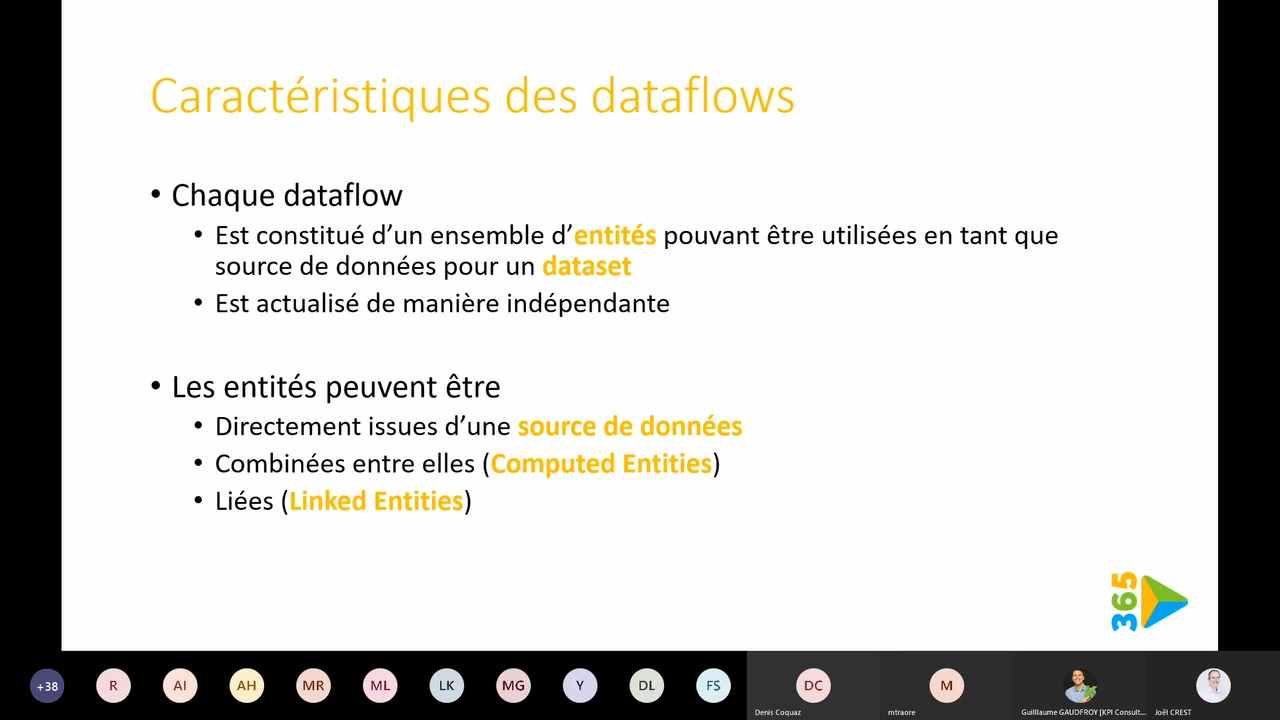 Caractéristiques des dataflows
• Chaque dataflow
• Est constitué d’un ensemble d’entités pouvant être utilisées en tant que
source de données pour un dataset
• Est actualisé de manière indépendante
• Les entités peuvent être
• Directement issues d’une source de données
• Combinées entre elles (Computed Entities)
• Liées (Linked Entities)
365
+38 R AI AH MR ML LK MG Y DL FS DC M
Denis Coquaz mtraore Guilllaume GAUDFROY [KPI Consult... Joël CREST